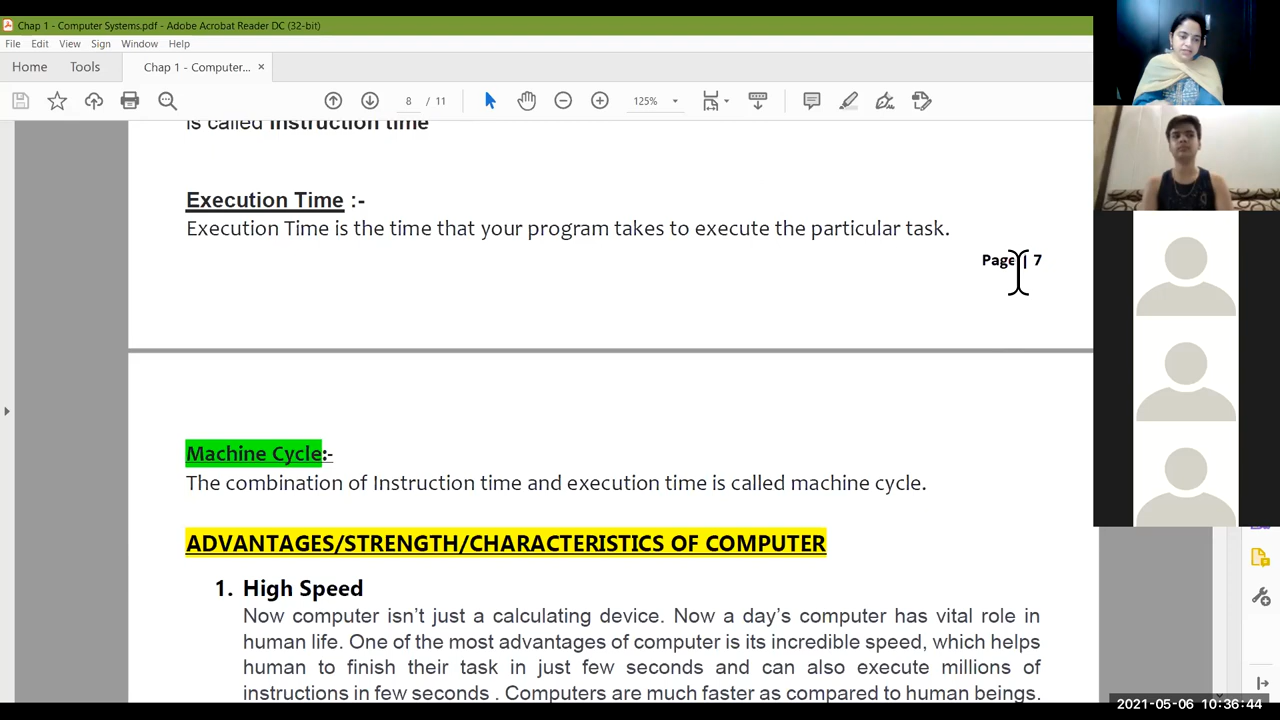 Chap 1 - Computer Systems.pdf - Adobe Acrobat Reader DC (32-bit)
File Edit View Sign Window Help
Home Tools Chap 1 - Computer... ×
8 / 11 125%
is called Instruction time
Execution Time :-
Execution Time is the time that your program takes to execute the particular task.
Page | 7
Machine Cycle:-
The combination of Instruction time and execution time is called machine cycle.
ADVANTAGES/STRENGTH/CHARACTERISTICS OF COMPUTER
1. High Speed
Now computer isn't just a calculating device. Now a day's computer has vital role in
human life. One of the most advantages of computer is its incredible speed, which helps
human to finish their task in just few seconds and can also execute millions of
instructions in few seconds . Computers are much faster as compared to human beings.
2021-05-06 10:36:44